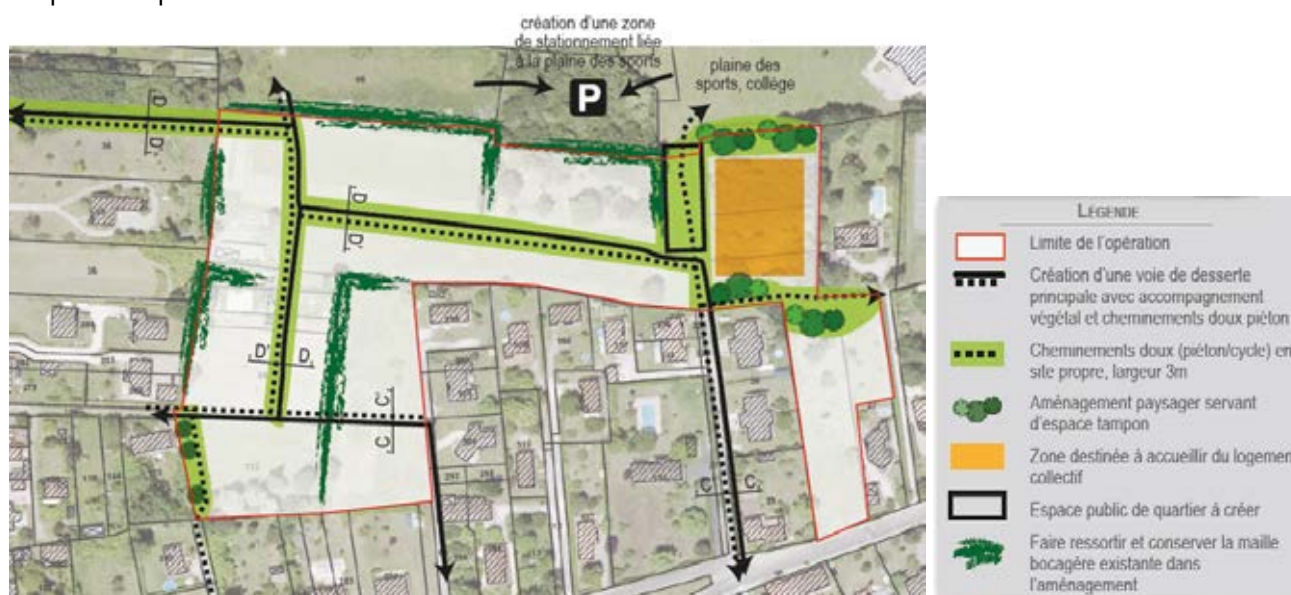 création d'une zone
de stationnement liée
à la plaine des sports
P
plaine des
sports, collège
D
D'
D
D'
D'
D
C'
C
C'
C
LÉGENDE
Limite de l'opération
Création d'une voie de desserte
principale avec accompagnement
végétal et cheminements doux piéton
Cheminements doux (piéton/cycle) en
site propre, largeur 3m
Aménagement paysager servant
d'espace tampon
Zone destinée à accueillir du logemen
collectif
Espace public de quartier à créer
Faire ressortir et conserver la maille
bocagère existante dans
l'aménagement